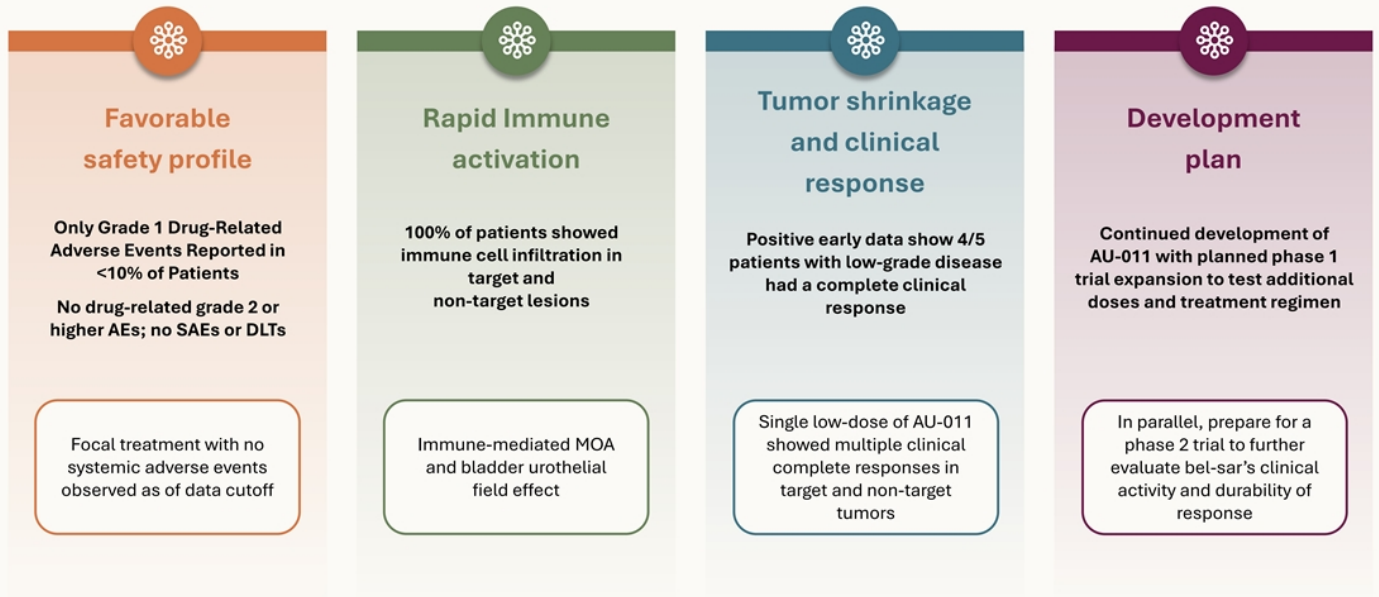 Favorable
safety profile
Only Grade 1 Drug-Related
Adverse Events Reported in
<10% of Patients
No drug-related grade 2 or
higher AEs; no SAEs or DLTs
Focal treatment with no
systemic adverse events
observed as of data cutoff
Rapid Immune
activation
100% of patients showed
immune cell infiltration in
target and
non-target lesions
Immune-mediated MOA
and bladder urothelial
field effect
Tumor shrinkage
and clinical
response
Positive early data show 4/5
patients with low-grade disease
had a complete clinical
response
Single low-dose of AU-011
showed multiple clinical
complete responses in
target and non-target
tumors
Development
plan
Continued development of
AU-011 with planned phase 1
trial expansion to test additional
doses and treatment regimen
In parallel, prepare for a
phase 2 trial to further
evaluate bel-sar’s clinical
activity and durability of
response